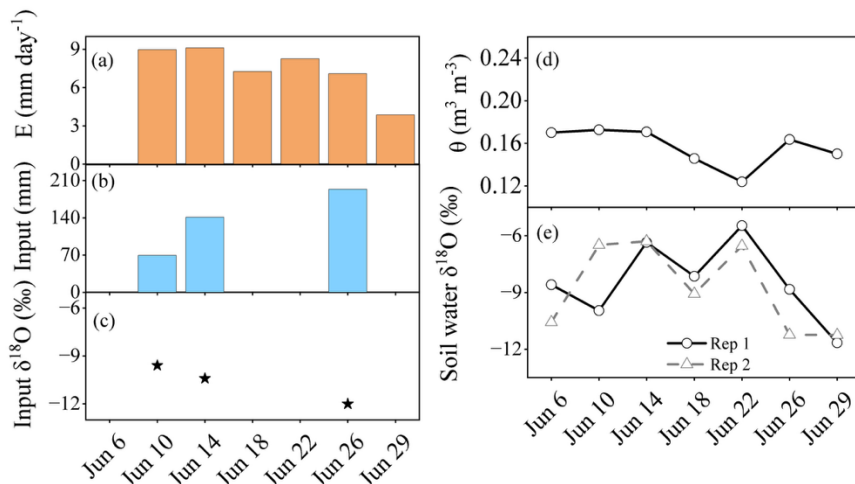 E (mm day⁻¹)
9
6
3
0
(a)
Input (mm)
210
140
70
0
(b)
Input δ¹⁸O (‰)
−6
−9
−12
(c)
Jun 6
Jun 10
Jun 14
Jun 18
Jun 22
Jun 26
Jun 29
θ (m³ m⁻³)
0.24
0.20
0.16
0.12
(d)
Soil water δ¹⁸O (‰)
−6
−9
−12
(e)
Rep 1
Rep 2
Jun 6
Jun 10
Jun 14
Jun 18
Jun 22
Jun 26
Jun 29